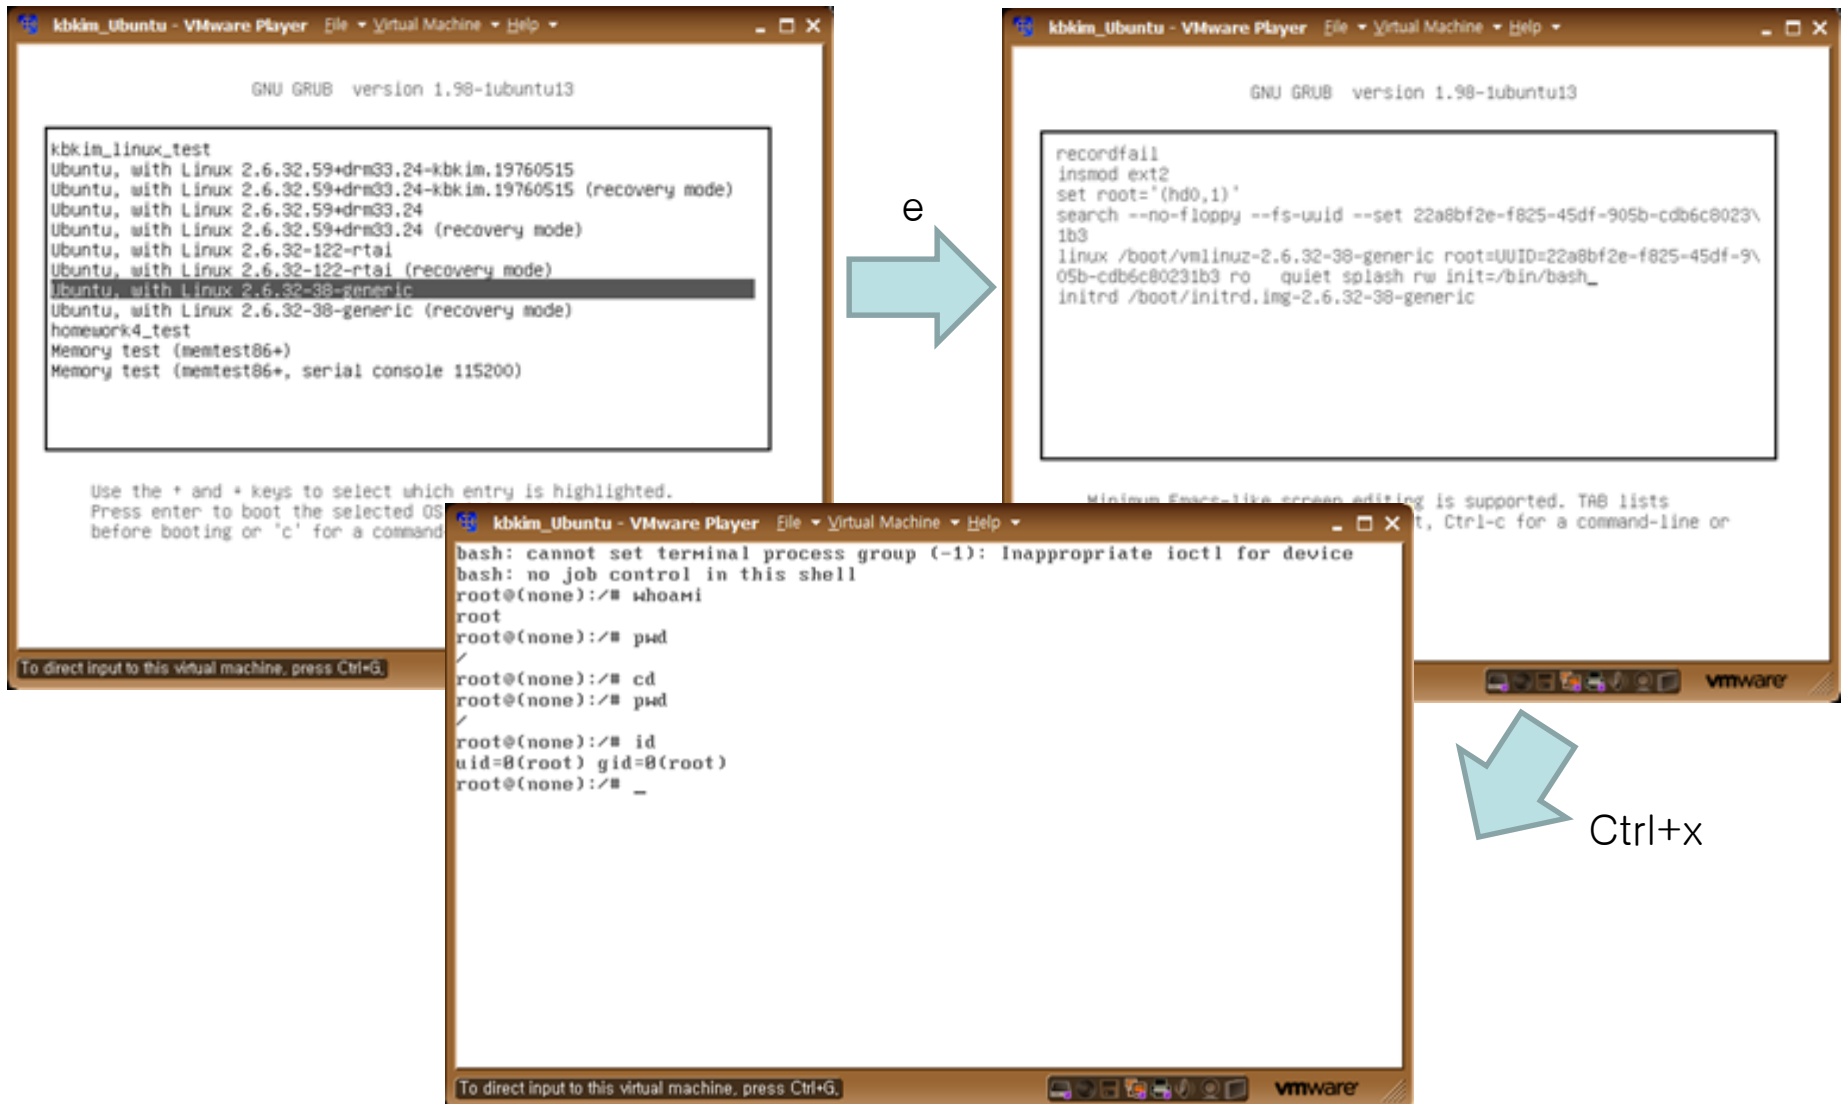 kbkim_Ubuntu - VMware Player File Virtual Machine Help
GNU GRUB version 1.98-1ubuntu13
kbkim_linux_test
Ubuntu, with Linux 2.6.32.59+drm33.24-kbkim.19760515
Ubuntu, with Linux 2.6.32.59+drm33.24-kbkim.19760515 (recovery mode)
Ubuntu, with Linux 2.6.32.59+drm33.24
Ubuntu, with Linux 2.6.32.59+drm33.24 (recovery mode)
Ubuntu, with Linux 2.6.32-122-rtai
Ubuntu, with Linux 2.6.32-122-rtai (recovery mode)
Ubuntu, with Linux 2.6.32-38-generic
Ubuntu, with Linux 2.6.32-38-generic (recovery mode)
homework4_test
Memory test (memtest86+)
Memory test (memtest86+, serial console 115200)
Use the ↑ and ↓ keys to select which entry is highlighted.
Press enter to boot the selected OS
before booting or 'c' for a command-
To direct input to this virtual machine, press Ctrl+G.
e
kbkim_Ubuntu - VMware Player File Virtual Machine Help
GNU GRUB version 1.98-1ubuntu13
recordfail
insmod ext2
set root='(hd0,1)'
search --no-floppy --fs-uuid --set 22a8bf2e-f825-45df-905b-cdb6c8023\
1b3
linux /boot/vmlinuz-2.6.32-38-generic root=UUID=22a8bf2e-f825-45df-9\
05b-cdb6c80231b3 ro quiet splash rw init=/bin/bash_
initrd /boot/initrd.img-2.6.32-38-generic
Minimum Emacs-like screen editing is supported. TAB lists
t, Ctrl-c for a command-line or
vmware
Ctrl+x
kbkim_Ubuntu - VMware Player File Virtual Machine Help
bash: cannot set terminal process group (-1): Inappropriate ioctl for device
bash: no job control in this shell
root@(none):/# whoami
root
root@(none):/# pwd
/
root@(none):/# cd
root@(none):/# pwd
/
root@(none):/# id
uid=0(root) gid=0(root)
root@(none):/# _
To direct input to this virtual machine, press Ctrl+G.
vmware